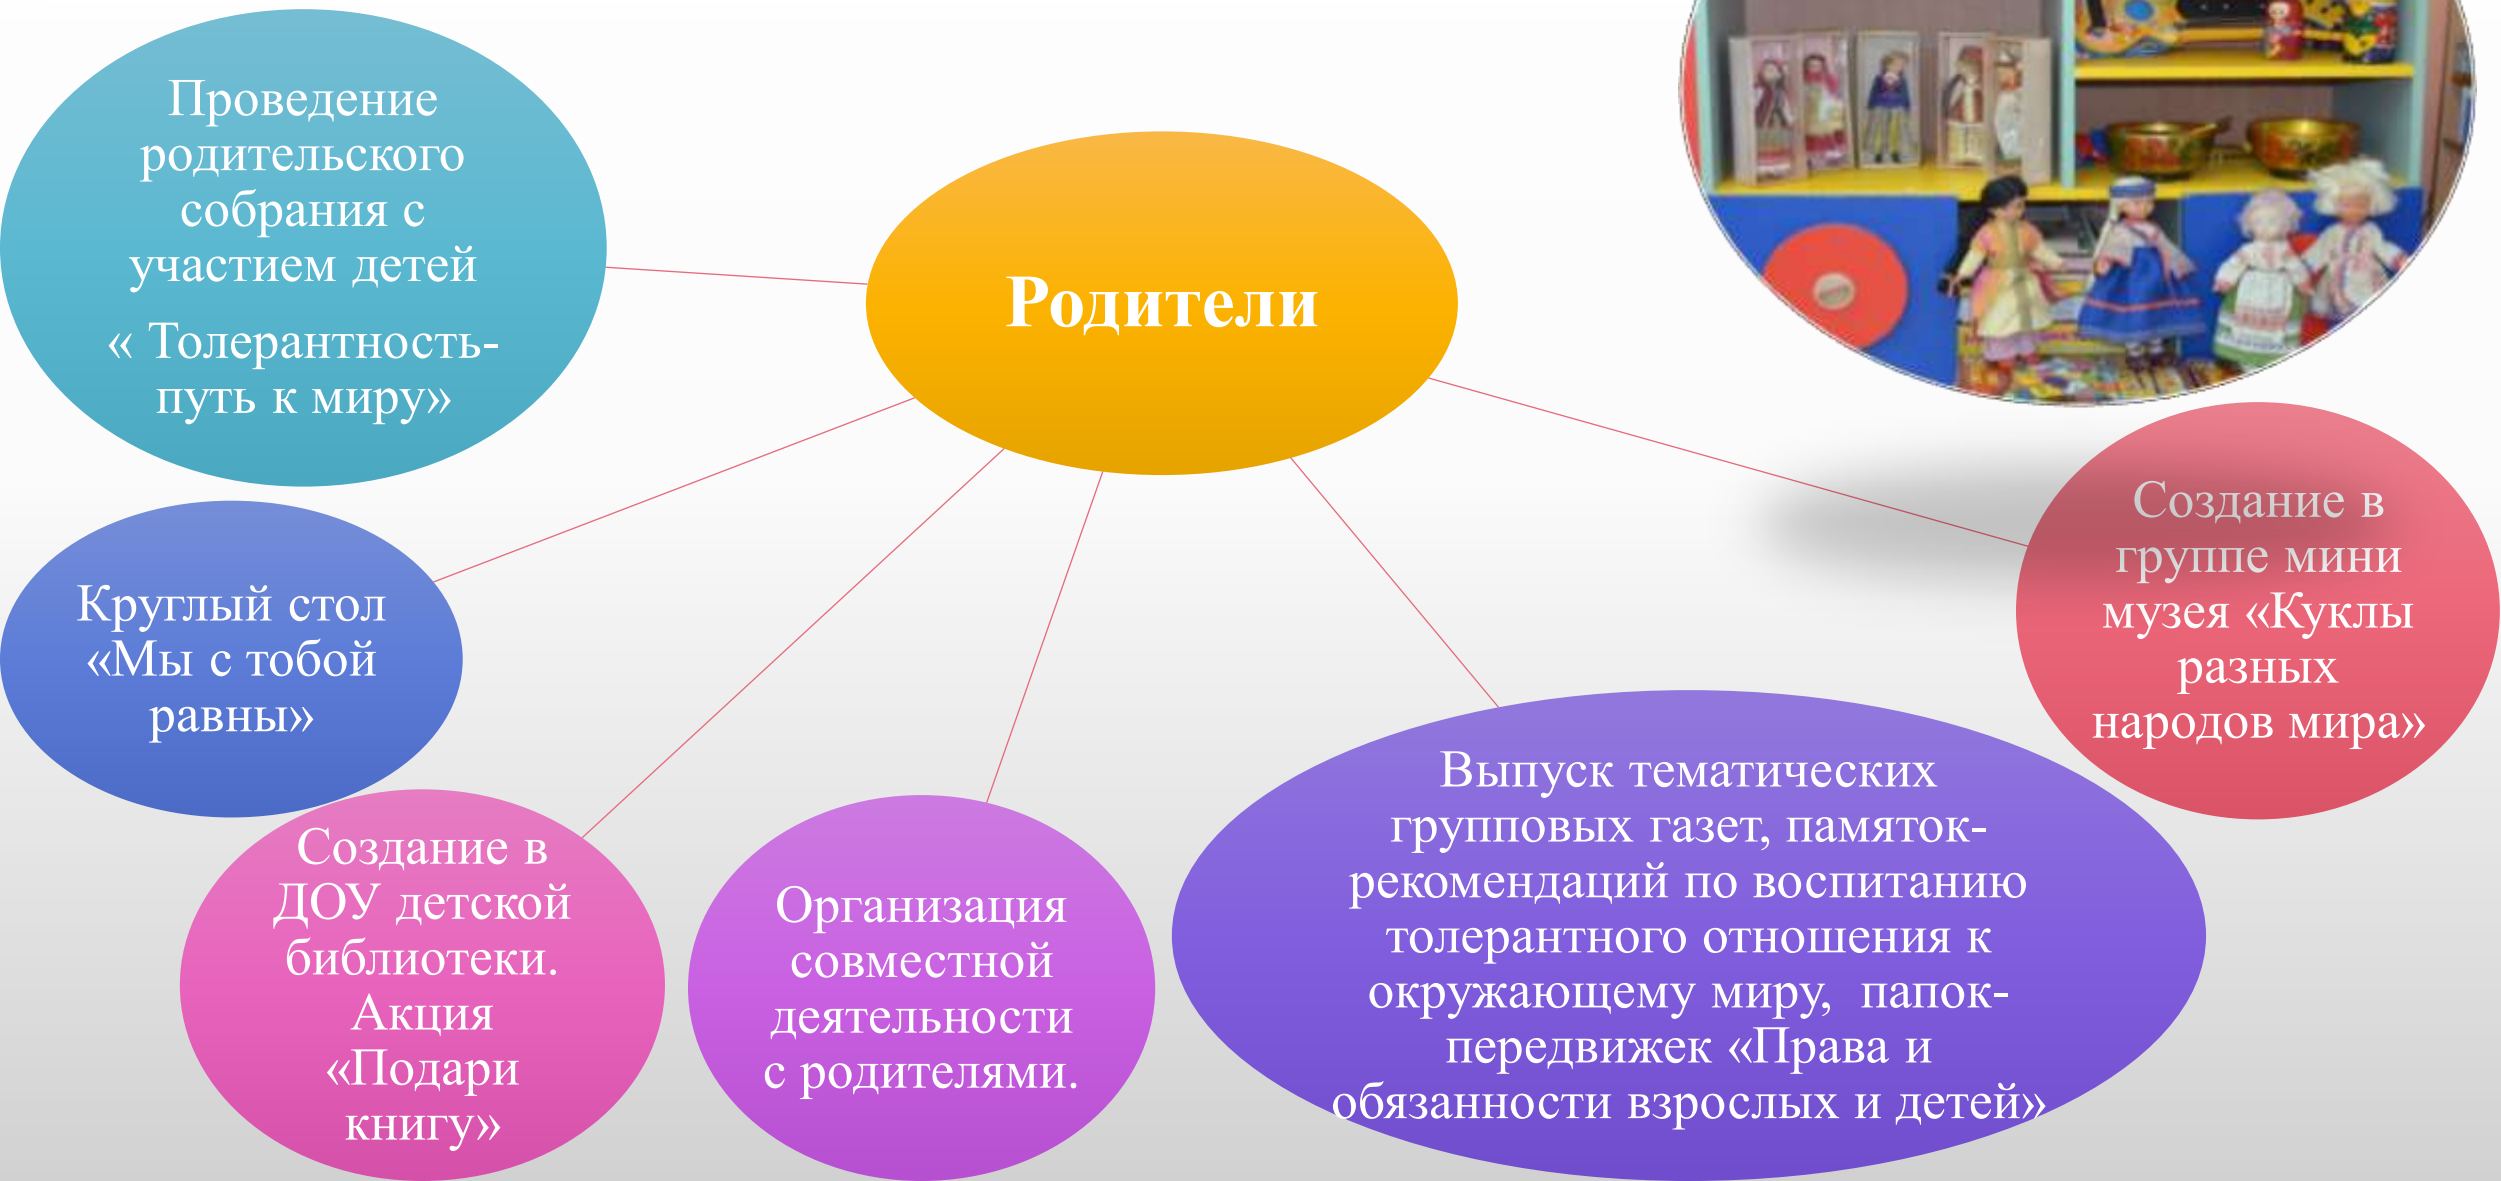 Проведение
родительского
собрания с
участием детей
« Толерантность-
путь к миру»
Родители
Создание в
группе мини
музея «Куклы
разных
народов мира»
Круглый стол
«Мы с тобой
равны»
Создание в
ДОУ детской
библиотеки.
Акция
«Подари
книгу»
Организация
совместной
деятельности
с родителями.
Выпуск тематических
групповых газет, памяток-
рекомендаций по воспитанию
толерантного отношения к
окружающему миру,  папок-
передвижек «Права и
обязанности взрослых и детей»